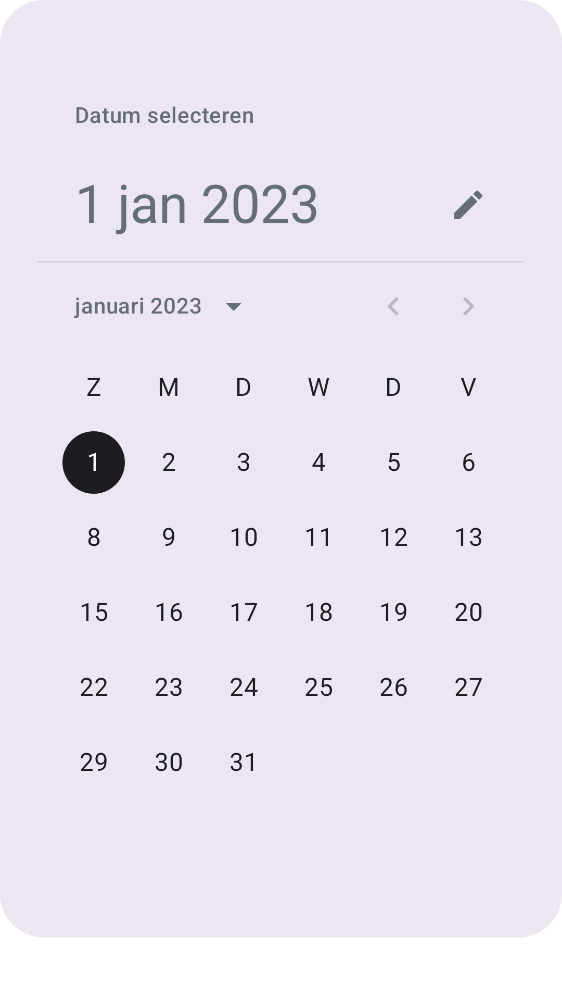 Datum selecteren
1 jan 2023
januari 2023
Z M D W D V
1 2 3 4 5 6
8 9 10 11 12 13
15 16 17 18 19 20
22 23 24 25 26 27
29 30 31